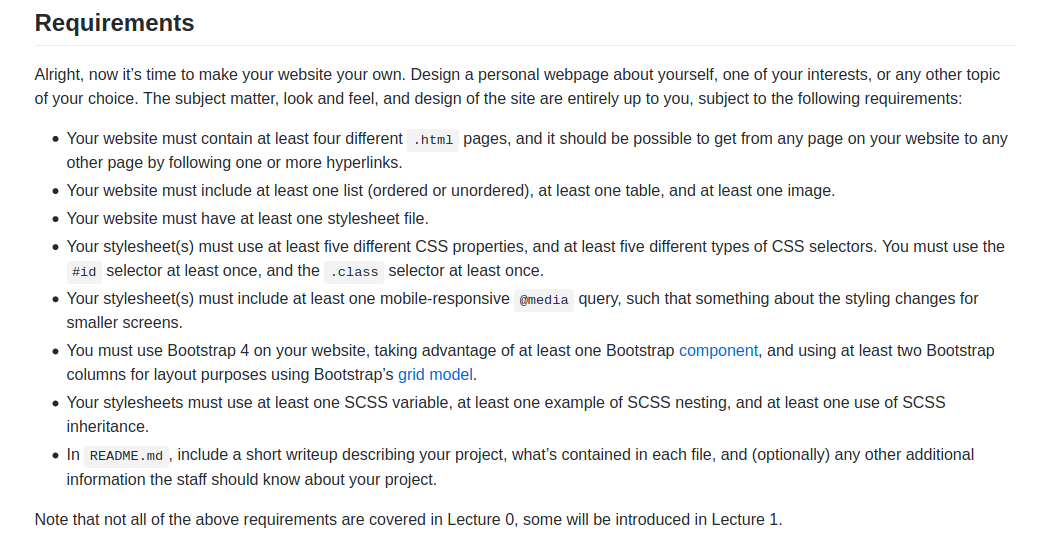 Requirements
Alright, now it’s time to make your website your own. Design a personal webpage about yourself, one of your interests, or any other topic
of your choice. The subject matter, look and feel, and design of the site are entirely up to you, subject to the following requirements:
• Your website must contain at least four different .html pages, and it should be possible to get from any page on your website to any
other page by following one or more hyperlinks.
• Your website must include at least one list (ordered or unordered), at least one table, and at least one image.
• Your website must have at least one stylesheet file.
• Your stylesheet(s) must use at least five different CSS properties, and at least five different types of CSS selectors. You must use the
#id selector at least once, and the .class selector at least once.
• Your stylesheet(s) must include at least one mobile-responsive @media query, such that something about the styling changes for
smaller screens.
• You must use Bootstrap 4 on your website, taking advantage of at least one Bootstrap component, and using at least two Bootstrap
columns for layout purposes using Bootstrap’s grid model.
• Your stylesheets must use at least one SCSS variable, at least one example of SCSS nesting, and at least one use of SCSS
inheritance.
• In README.md , include a short writeup describing your project, what’s contained in each file, and (optionally) any other additional
information the staff should know about your project.
Note that not all of the above requirements are covered in Lecture 0, some will be introduced in Lecture 1.